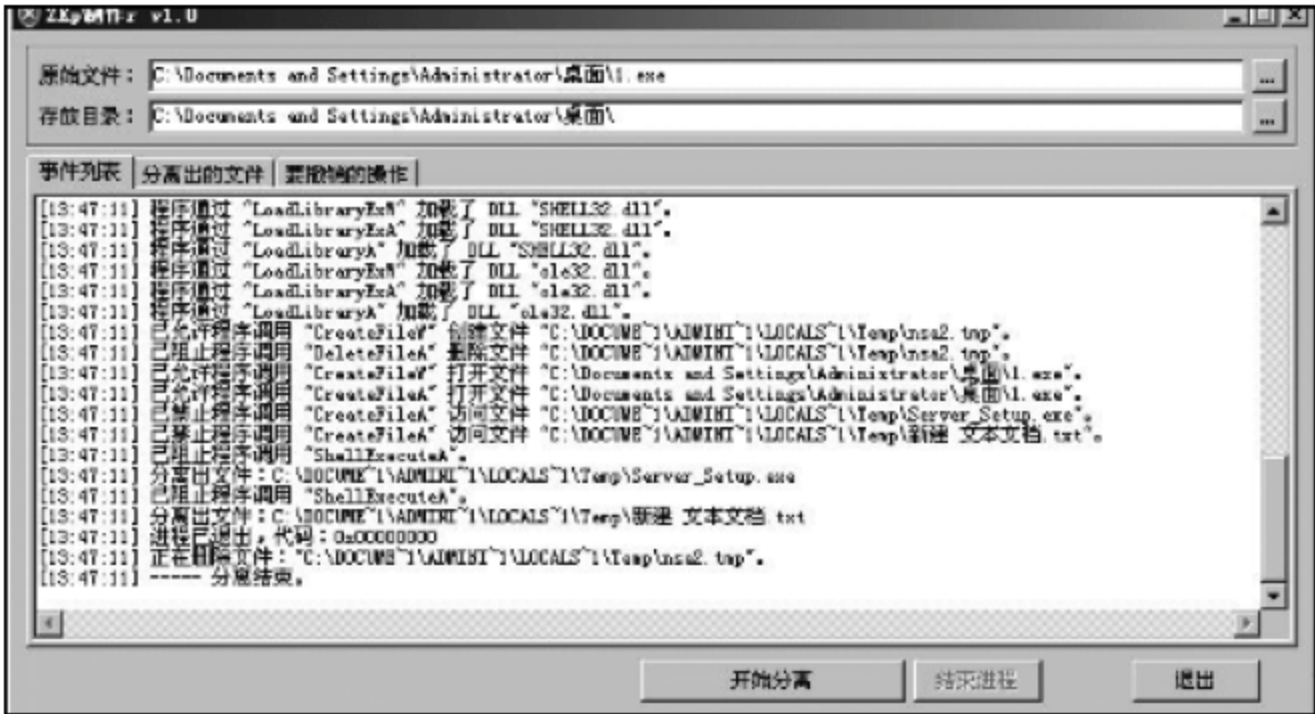 v1.0
原始文件： C:\Documents and Settings\Administrator\桌面\1.exe ...
存放目录： C:\Documents and Settings\Administrator\桌面\ ...
事件列表 分离出的文件 要撤销的操作
[13:47:11] 程序通过 "LoadLibraryExW" 加载了 DLL "SHELL32.dll"。
[13:47:11] 程序通过 "LoadLibraryExA" 加载了 DLL "SHELL32.dll"。
[13:47:11] 程序通过 "LoadLibraryA" 加载了 DLL "SHELL32.dll"。
[13:47:11] 程序通过 "LoadLibraryExW" 加载了 DLL "ole32.dll"。
[13:47:11] 程序通过 "LoadLibraryExA" 加载了 DLL "ole32.dll"。
[13:47:11] 程序通过 "LoadLibraryA" 加载了 DLL "ole32.dll"。
[13:47:11] 已允许程序调用 "CreateFileW" 创建文件 "C:\DOCUME~1\ADMINI~1\LOCALS~1\Temp\nsa2.tmp"。
[13:47:11] 已阻止程序调用 "DeleteFileA" 删除文件 "C:\DOCUME~1\ADMINI~1\LOCALS~1\Temp\nsa2.tmp"。
[13:47:11] 已允许程序调用 "CreateFileW" 打开文件 "C:\Documents and Settings\Administrator\桌面\1.exe"。
[13:47:11] 已允许程序调用 "CreateFileA" 打开文件 "C:\Documents and Settings\Administrator\桌面\1.exe"。
[13:47:11] 已禁止程序调用 "CreateFileA" 访问文件 "C:\DOCUME~1\ADMINI~1\LOCALS~1\Temp\Server_Setup.exe"。
[13:47:11] 已禁止程序调用 "CreateFileA" 访问文件 "C:\DOCUME~1\ADMINI~1\LOCALS~1\Temp\新建 文本文档.txt"。
[13:47:11] 已阻止程序调用 "ShellExecuteA"。
[13:47:11] 分离出文件：C:\DOCUME~1\ADMINI~1\LOCALS~1\Temp\Server_Setup.exe
[13:47:11] 已阻止程序调用 "ShellExecuteA"。
[13:47:11] 分离出文件：C:\DOCUME~1\ADMINI~1\LOCALS~1\Temp\新建 文本文档.txt
[13:47:11] 进程已退出，代码：0x00000000
[13:47:11] 正在删除文件："C:\DOCUME~1\ADMINI~1\LOCALS~1\Temp\nsa2.tmp"。
[13:47:11] ----- 分离结束。
开始分离 结束进程 退出